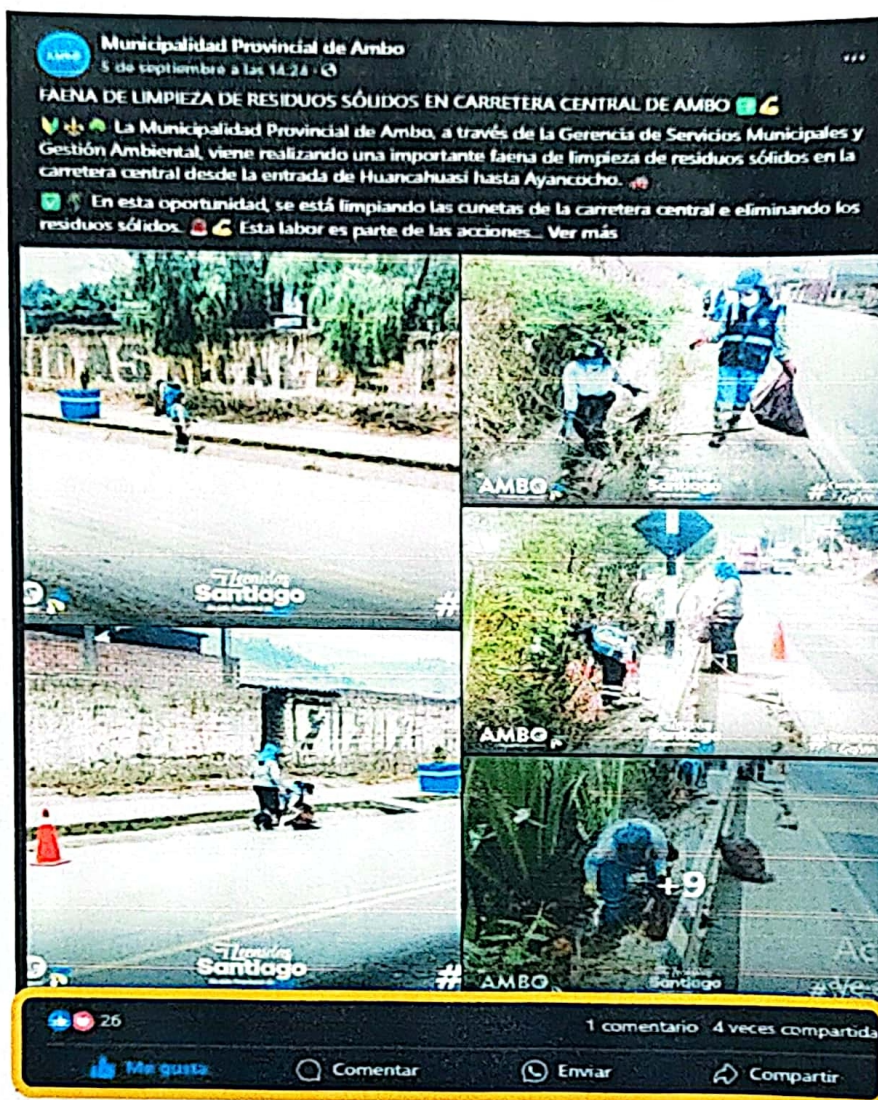 Municipalidad Provincial de Ambo
5 de septiembre a las 14:24
FAENA DE LIMPIEZA DE RESIDUOS SÓLIDOS EN CARRETERA CENTRAL DE AMBO
La Municipalidad Provincial de Ambo, a través de la Gerencia de Servicios Municipales y
Gestión Ambiental, viene realizando una importante faena de limpieza de residuos sólidos en la
carretera central desde la entrada de Huancahuasi hasta Ayancocho.
En esta oportunidad, se está limpiando las cunetas de la carretera central e eliminando los
residuos sólidos. Esta labor es parte de las acciones... Ver más
AMBO
Santiago
#
Leonidas
Santiago
#
AMBO
Santiago
Leonidas
Santiago
#
+9
AMBO
Santiago
26
1 comentario 4 veces compartida
Me gusta
Comentar
Enviar
Compartir